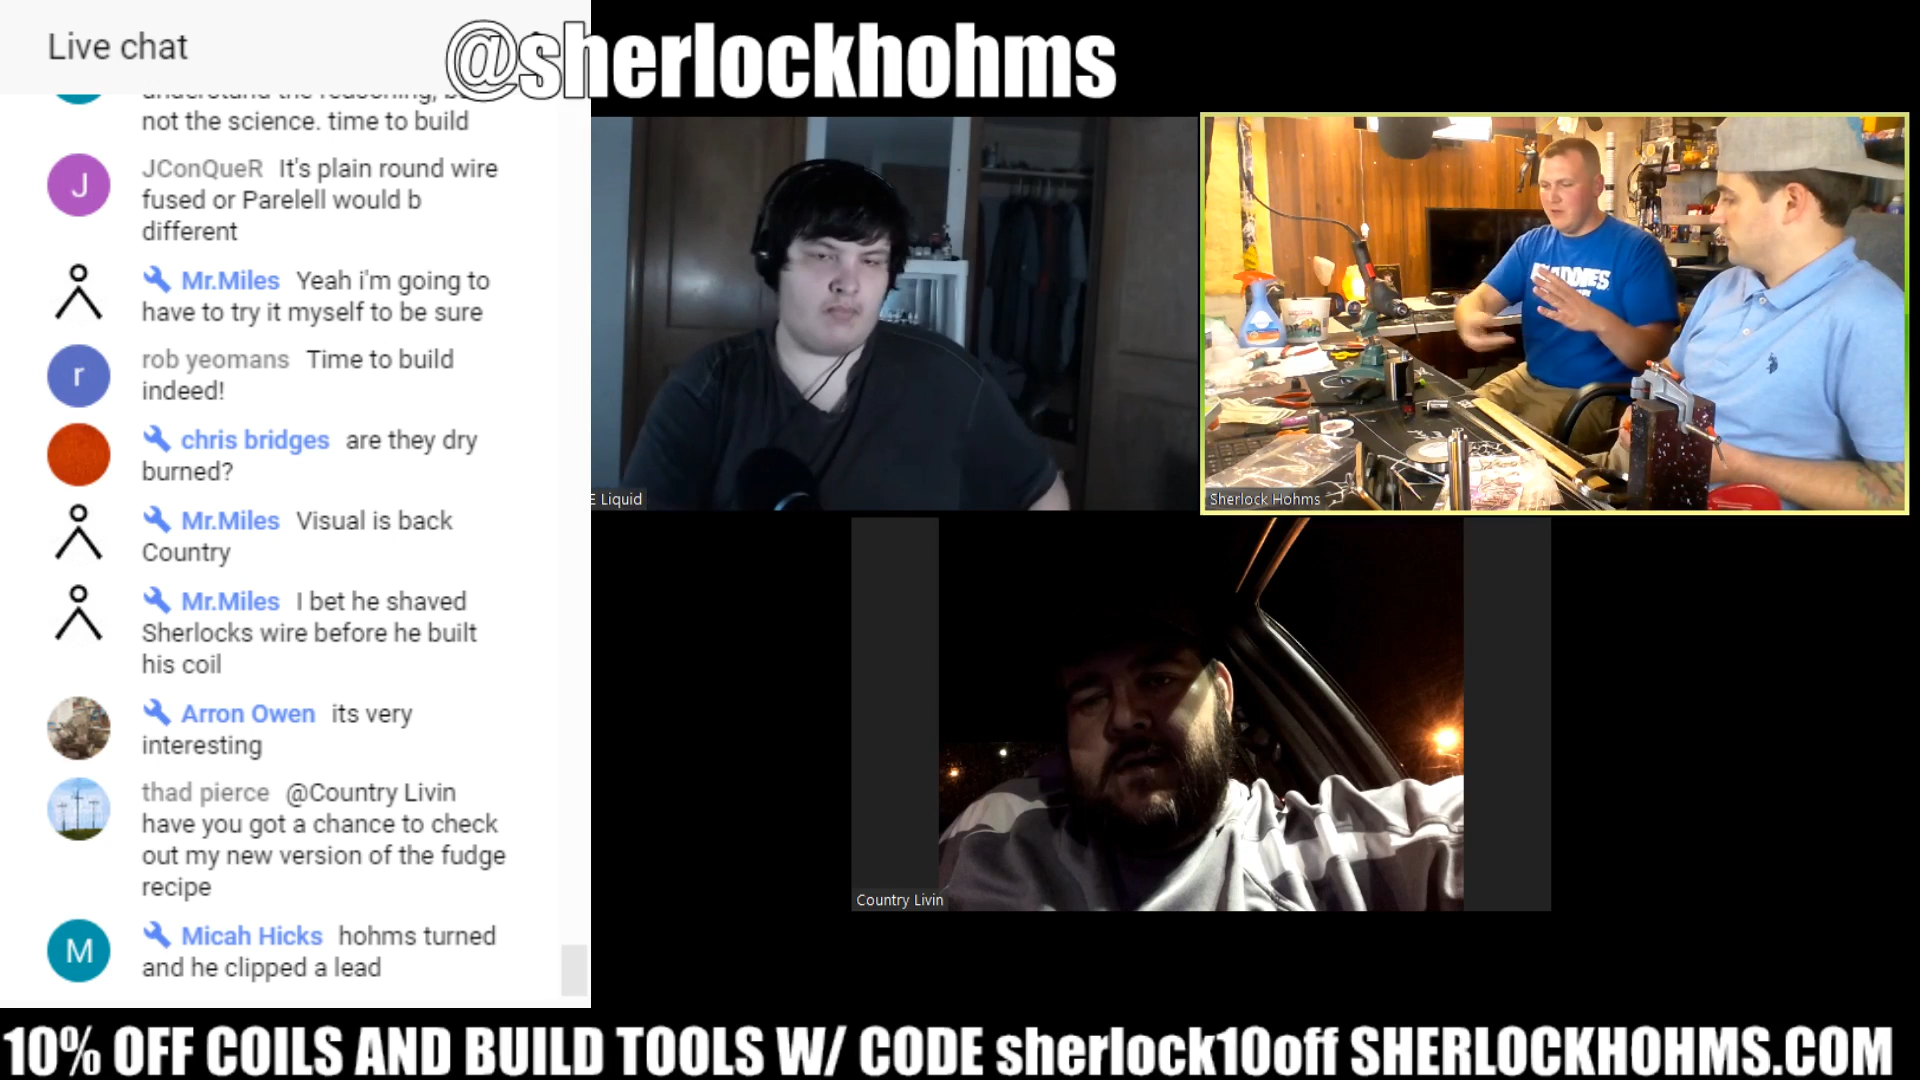 Live chat
@sherlockhohms
understand the reasoning,
not the science. time to build
J
JConQueR It's plain round wire
fused or Parelell would b
different
Mr.Miles Yeah i'm going to
have to try it myself to be sure
r
rob yeomans Time to build
indeed!
chris bridges are they dry
burned?
Mr.Miles Visual is back
Country
Mr.Miles I bet he shaved
Sherlocks wire before he built
his coil
Arron Owen its very
interesting
thad pierce @Country Livin
have you got a chance to check
out my new version of the fudge
recipe
M
Micah Hicks hohms turned
and he clipped a lead
E Liquid
Sherlock Hohms
Country Livin
10% OFF COILS AND BUILD TOOLS W/ CODE sherlock10off SHERLOCKHOHMS.COM